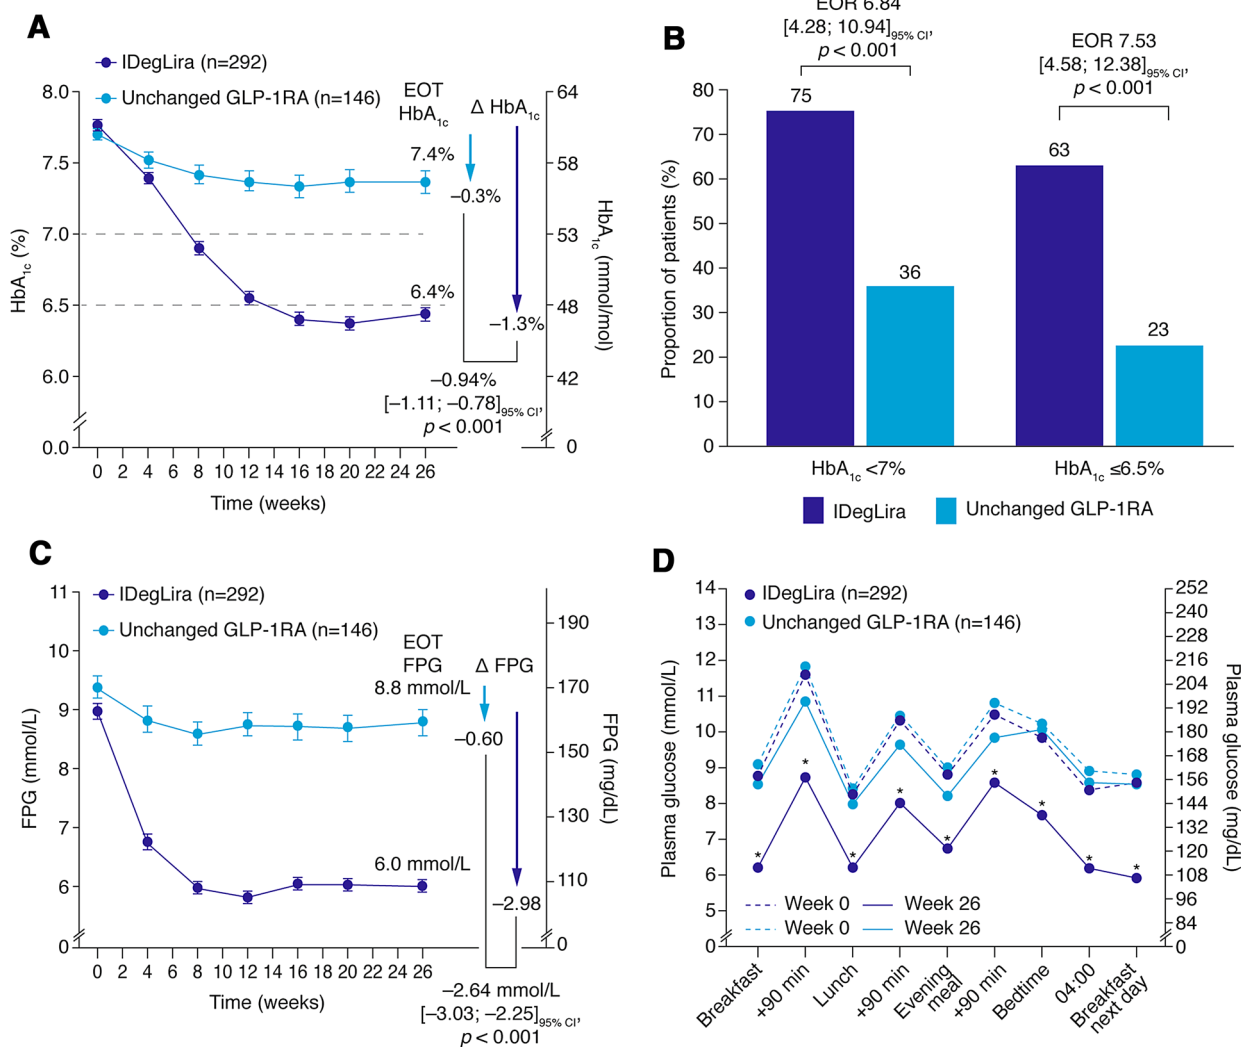 A
IDegLira (n=292)
Unchanged GLP-1RA (n=146)
EOT
HbA1c
Δ HbA1c
8.0
7.5
7.0
6.5
6.0
0.0
HbA1c (%)
64
58
53
48
42
0
HbA1c (mmol/mol)
7.4%
–0.3%
6.4%
–1.3%
–0.94%
[–1.11; –0.78]95% CI,
p < 0.001
0 2 4 6 8 10 12 14 16 18 20 22 24 26
Time (weeks)
B
EOR 6.84
[4.28; 10.94]95% CI,
p < 0.001
EOR 7.53
[4.58; 12.38]95% CI,
p < 0.001
80
70
60
50
40
30
20
10
0
Proportion of patients (%)
75
36
63
23
HbA1c <7%
HbA1c ≤6.5%
IDegLira
Unchanged GLP-1RA
C
IDegLira (n=292)
Unchanged GLP-1RA (n=146)
EOT
FPG
Δ FPG
11
10
9
8
7
6
0
FPG (mmol/L)
190
170
150
130
110
0
FPG (mg/dL)
8.8 mmol/L
–0.60
6.0 mmol/L
–2.98
–2.64 mmol/L
[–3.03; –2.25]95% CI,
p < 0.001
0 2 4 6 8 10 12 14 16 18 20 22 24 26
Time (weeks)
D
IDegLira (n=292)
Unchanged GLP-1RA (n=146)
14
13
12
11
10
9
8
7
6
5
0
Plasma glucose (mmol/L)
252
240
228
216
204
192
180
168
156
144
132
120
108
96
84
0
Plasma glucose (mg/dL)
* * * * * * * * *
Week 0
Week 26
Week 0
Week 26
Breakfast
+90 min
Lunch
+90 min
Evening
meal
+90 min
Bedtime
04:00
Breakfast
next day